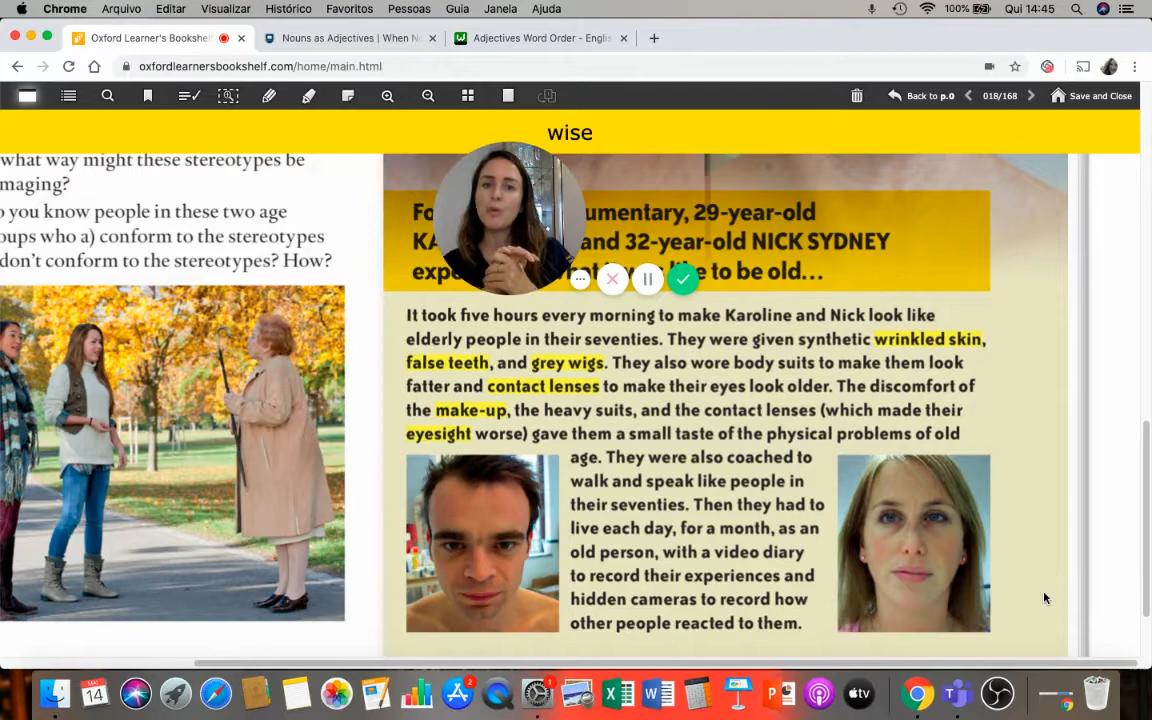 Chrome Arquivo Editar Visualizar Histórico Favoritos Pessoas Guia Janela Ajuda 100% Qui 14:45
Oxford Learner's Bookshelf
Nouns as Adjectives | When N
Adjectives Word Order - Englis
oxfordlearnersbookshelf.com/home/main.html
Back to p.0 018/168 Save and Close
wise
what way might these stereotypes be
maging?
o you know people in these two age
oups who a) conform to the stereotypes
don't conform to the stereotypes? How?
umentary, 29-year-old
and 32-year-old NICK SYDNEY
like to be old…
It took five hours every morning to make Karoline and Nick look like
elderly people in their seventies. They were given synthetic wrinkled skin,
false teeth, and grey wigs. They also wore body suits to make them look
fatter and contact lenses to make their eyes look older. The discomfort of
the make-up, the heavy suits, and the contact lenses (which made their
eyesight worse) gave them a small taste of the physical problems of old
age. They were also coached to
walk and speak like people in
their seventies. Then they had to
live each day, for a month, as an
old person, with a video diary
to record their experiences and
hidden cameras to record how
other people reacted to them.
MAI
14
2
1
tv